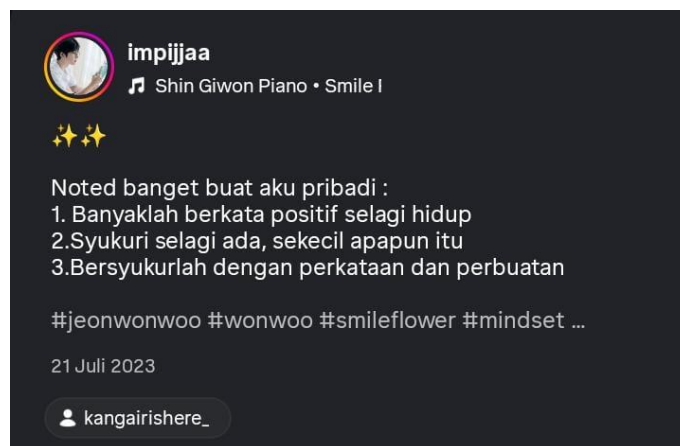 impijjaa
Shin Giwon Piano • Smile
✨✨
Noted banget buat aku pribadi :
1. Banyaklah berkata positif selagi hidup
2.Syukuri selagi ada, sekecil apapun itu
3.Bersyukurlah dengan perkataan dan perbuatan
#jeonwonwoo #wonwoo #smileflower #mindset ...
21 Juli 2023
kangairishere_